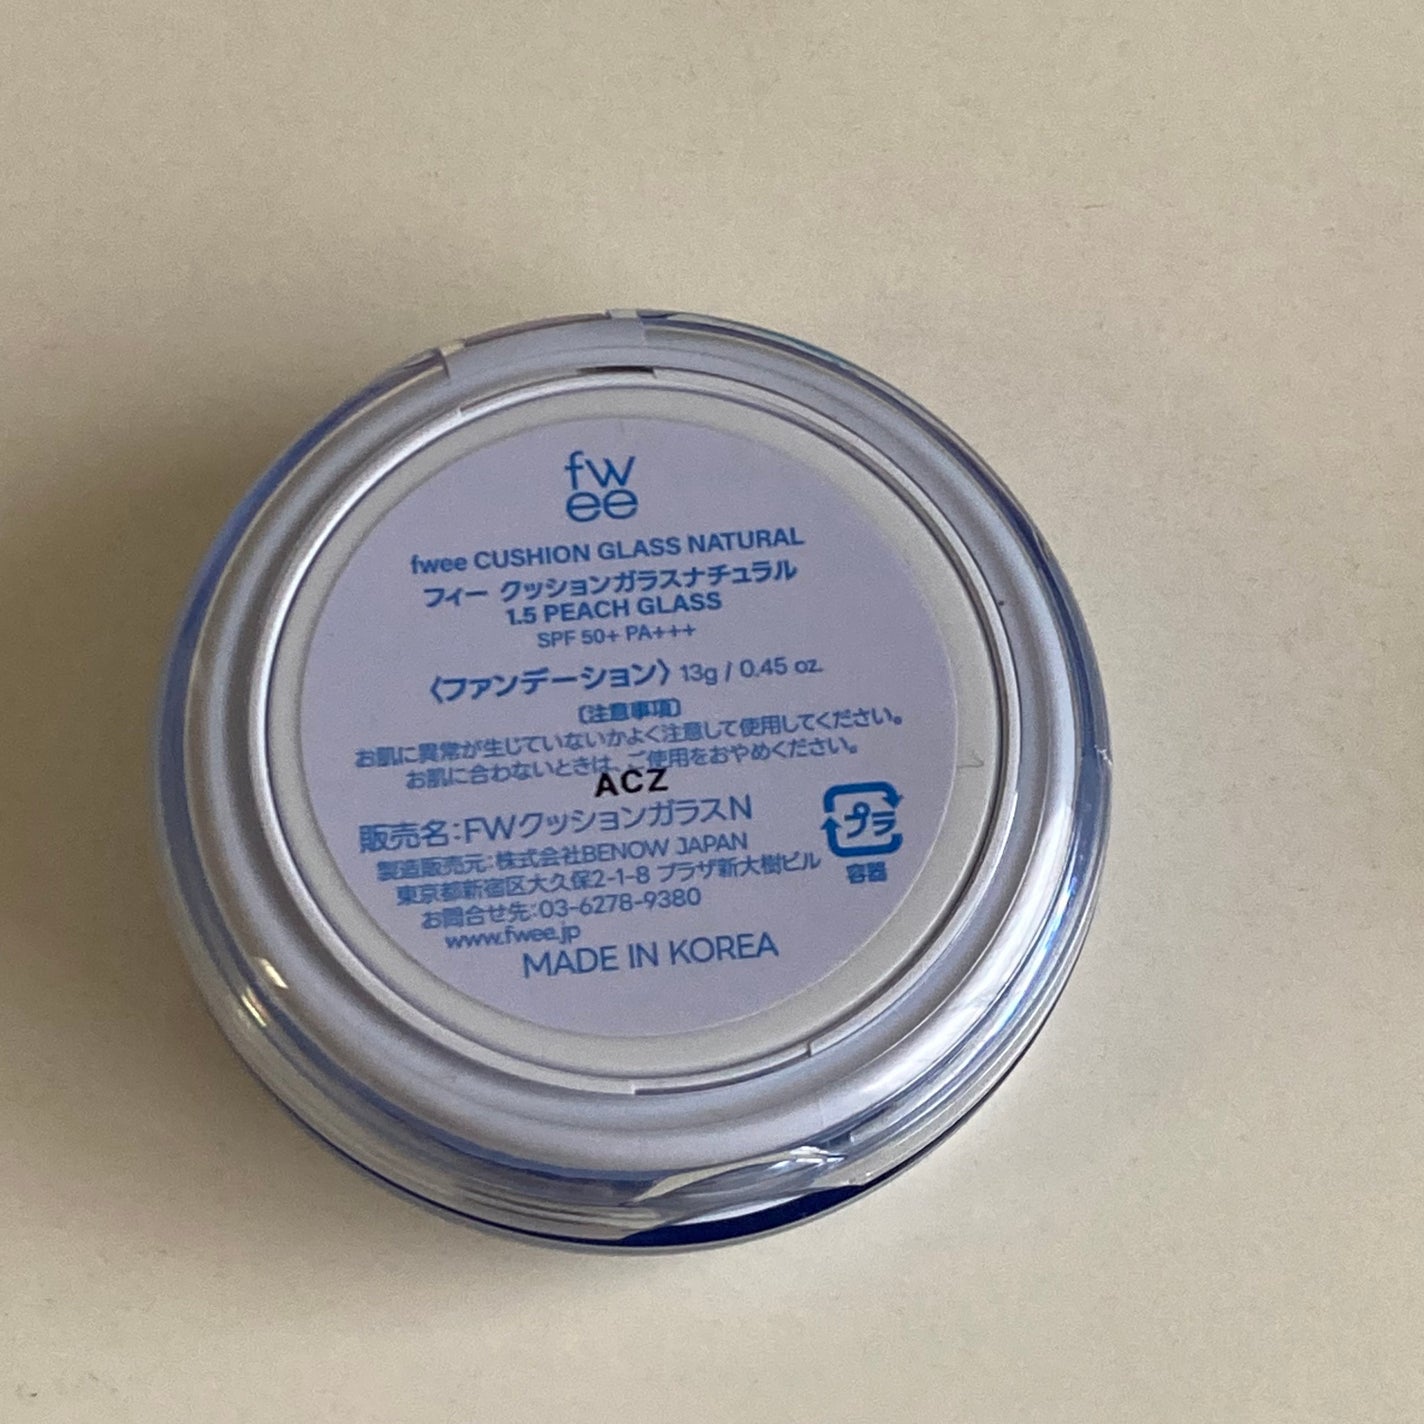 fw
ee
fwee CUSHION GLASS NATURAL
フィー クッションガラスナチュラル
1.5 PEACH GLASS
SPF 50+ PA+++
〈ファンデーション〉 13g / 0.45 oz.
〔注意事項〕
お肌に異常が生じていないかよく注意して使用してください。
お肌に合わないときは、ご使用をおやめください。
ACZ
販売名：FWクッションガラスN
製造販売元：株式会社BENOW JAPAN
東京都新宿区大久保2-1-8 プラザ新大樹ビル
お問合せ先：03-6278-9380
www.fwee.jp
MADE IN KOREA
プラ
容器